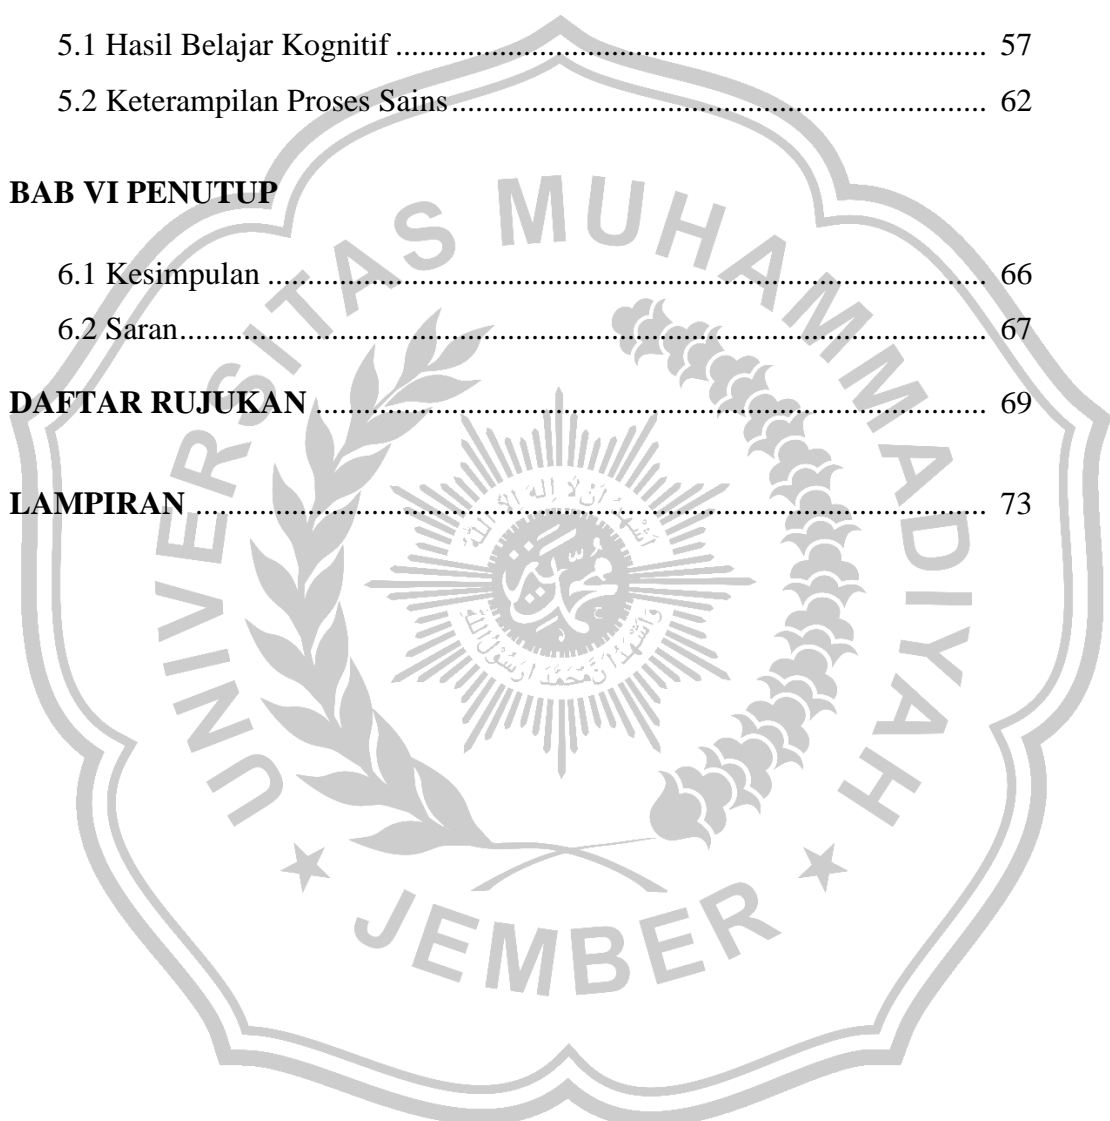 5.1 Hasil Belajar Kognitif ......................................................................... 57
5.2 Keterampilan Proses Sains.................................................................. 62
BAB VI PENUTUP
6.1 Kesimpulan ......................................................................................... 66
6.2 Saran.................................................................................................... 67
DAFTAR RUJUKAN ................................................................................... 69
LAMPIRAN .................................................................................................. 73
UNIVERSITAS MUHAMMADIYAH
JEMBER